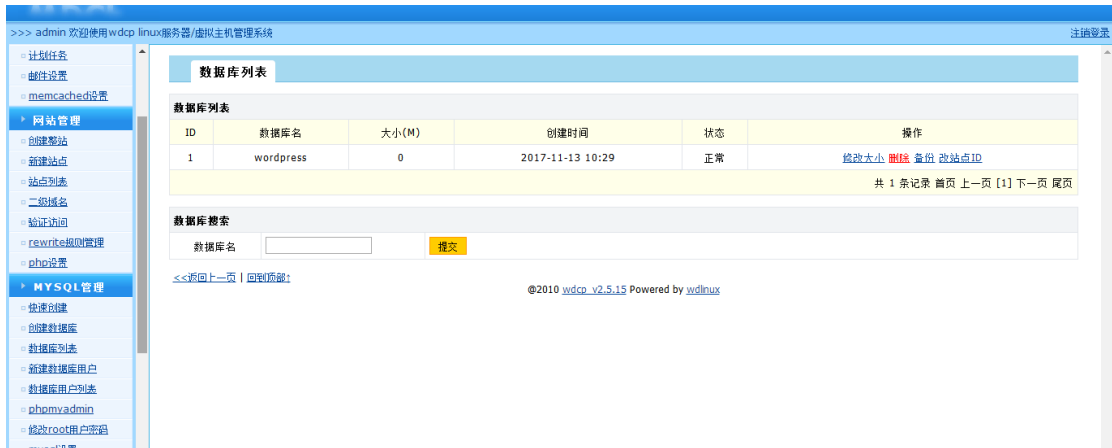 >>> admin 欢迎使用wdcp linux服务器/虚拟主机管理系统 注销登录
计划任务
邮件设置
memcached设置
网站管理
创建整站
新建站点
站点列表
二级域名
验证访问
rewrite规则管理
php设置
MYSQL管理
快速创建
创建数据库
数据库列表
新建数据库用户
数据库用户列表
phpmyadmin
修改root用户密码
数据库列表
数据库列表
ID 数据库名 大小(M) 创建时间 状态 操作
1 wordpress 0 2017-11-13 10:29 正常 修改大小 删除 备份 改站点ID
共 1 条记录 首页 上一页 [1] 下一页 尾页
数据库搜索
数据库名 提交
<<返回上一页 | 回到顶部↑
@2010 wdcp_v2.5.15 Powered by wdlinux